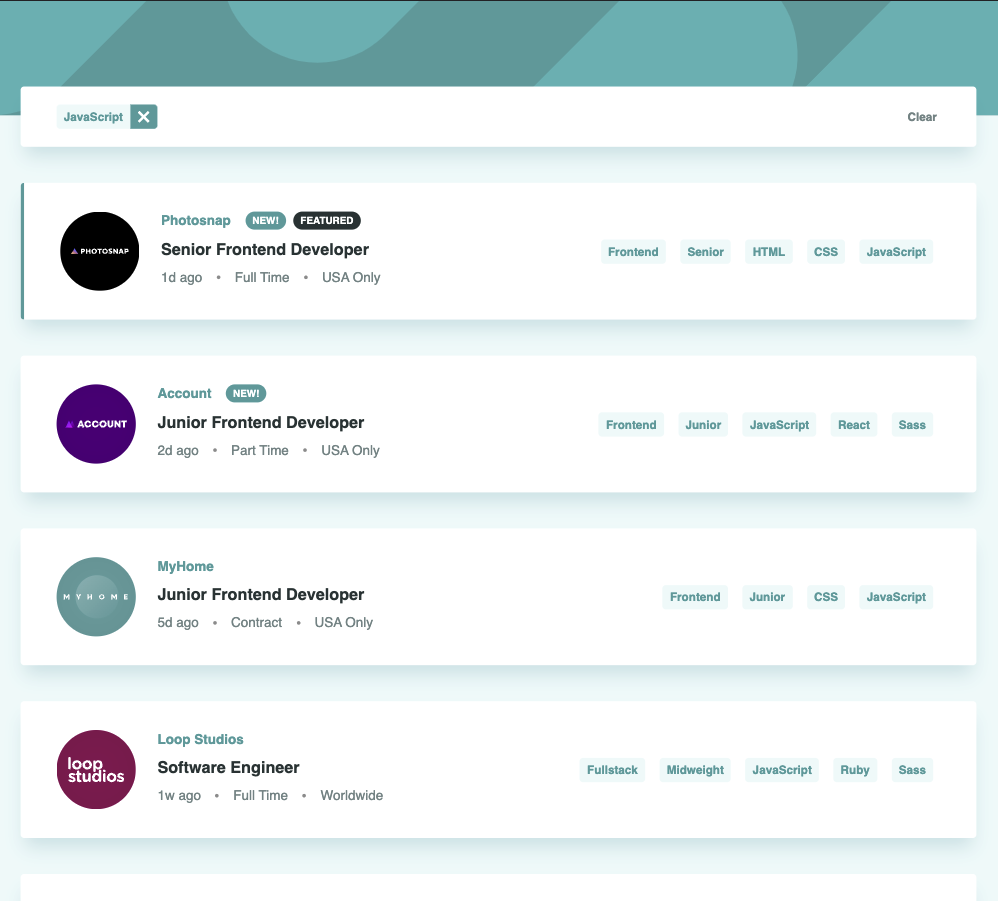 JavaScript Clear
PHOTOSNAP
Photosnap NEW! FEATURED
Senior Frontend Developer
1d ago • Full Time • USA Only
Frontend Senior HTML CSS JavaScript
ACCOUNT
Account NEW!
Junior Frontend Developer
2d ago • Part Time • USA Only
Frontend Junior JavaScript React Sass
MYHOME
MyHome
Junior Frontend Developer
5d ago • Contract • USA Only
Frontend Junior CSS JavaScript
loop
studios
Loop Studios
Software Engineer
1w ago • Full Time • Worldwide
Fullstack Midweight JavaScript Ruby Sass